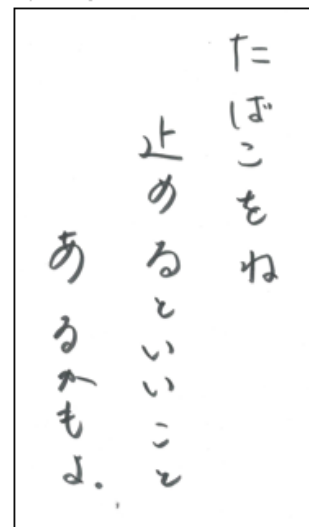 たばこをね
止めるといいこと
あるかもよ。